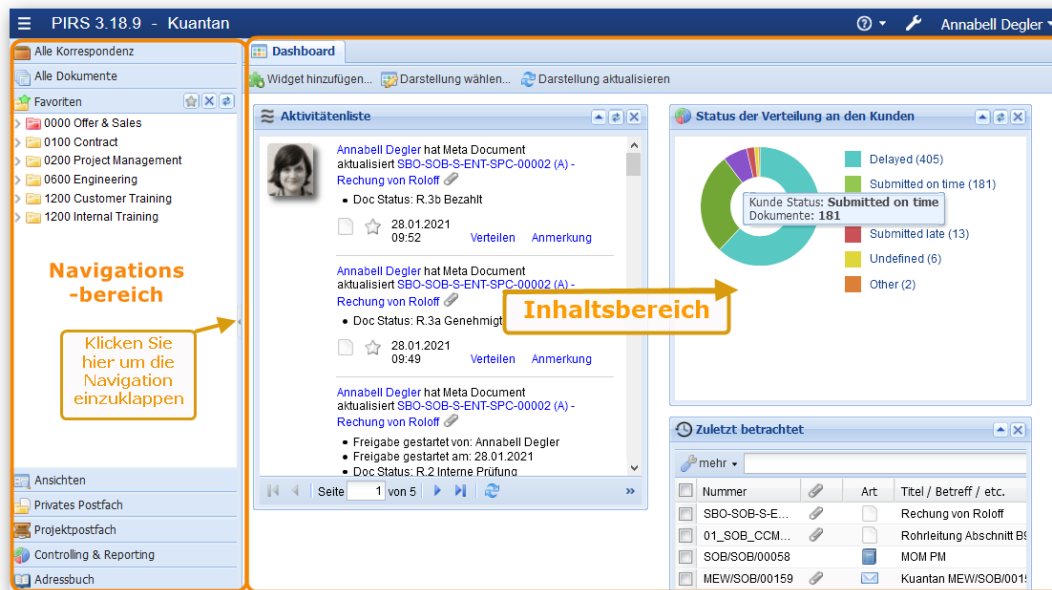 PIRS 3.18.9 - Kuantan
Annabell Degler
Alle Korrespondenz
Alle Dokumente
Favoriten
0000 Offer & Sales
0100 Contract
0200 Project Management
0600 Engineering
1200 Customer Training
1200 Internal Training
Navigations
-bereich
Klicken Sie
hier um die
Navigation
einzuklappen
Ansichten
Privates Postfach
Projektpostfach
Controlling & Reporting
Adressbuch
Dashboard
Widget hinzufügen... Darstellung wählen... Darstellung aktualisieren
Aktivitätenliste
Annabell Degler hat Meta Document
aktualisiert SBO-SOB-S-ENT-SPC-00002 (A) -
Rechung von Roloff
• Doc Status: R.3b Bezahlt
28.01.2021
09:52 Verteilen Anmerkung
Annabell Degler hat Meta Document
aktualisiert SBO-SOB-S-ENT-SPC-00002 (A) -
Rechung von Roloff
• Doc Status: R.3a Genehmigt
28.01.2021
09:49 Verteilen Anmerkung
Annabell Degler hat Meta Document
aktualisiert SBO-SOB-S-ENT-SPC-00002 (A) -
Rechung von Roloff
• Freigabe gestartet von: Annabell Degler
• Freigabe gestartet am: 28.01.2021
• Doc Status: R.2 Interne Prüfung
Seite 1 von 5
Inhaltsbereich
Status der Verteilung an den Kunden
Delayed (405)
Submitted on time (181)
Kunde Status: Submitted on time
Dokumente: 181
Submitted late (13)
Undefined (6)
Other (2)
Zuletzt betrachtet
mehr
Nummer Art Titel / Betreff / etc.
SBO-SOB-S-E... Rechung von Roloff
01_SOB_CCM... Rohrleitung Abschnitt B
SOB/SOB/00058 MOM PM
MEW/SOB/00159 Kuantan MEW/SOB/001